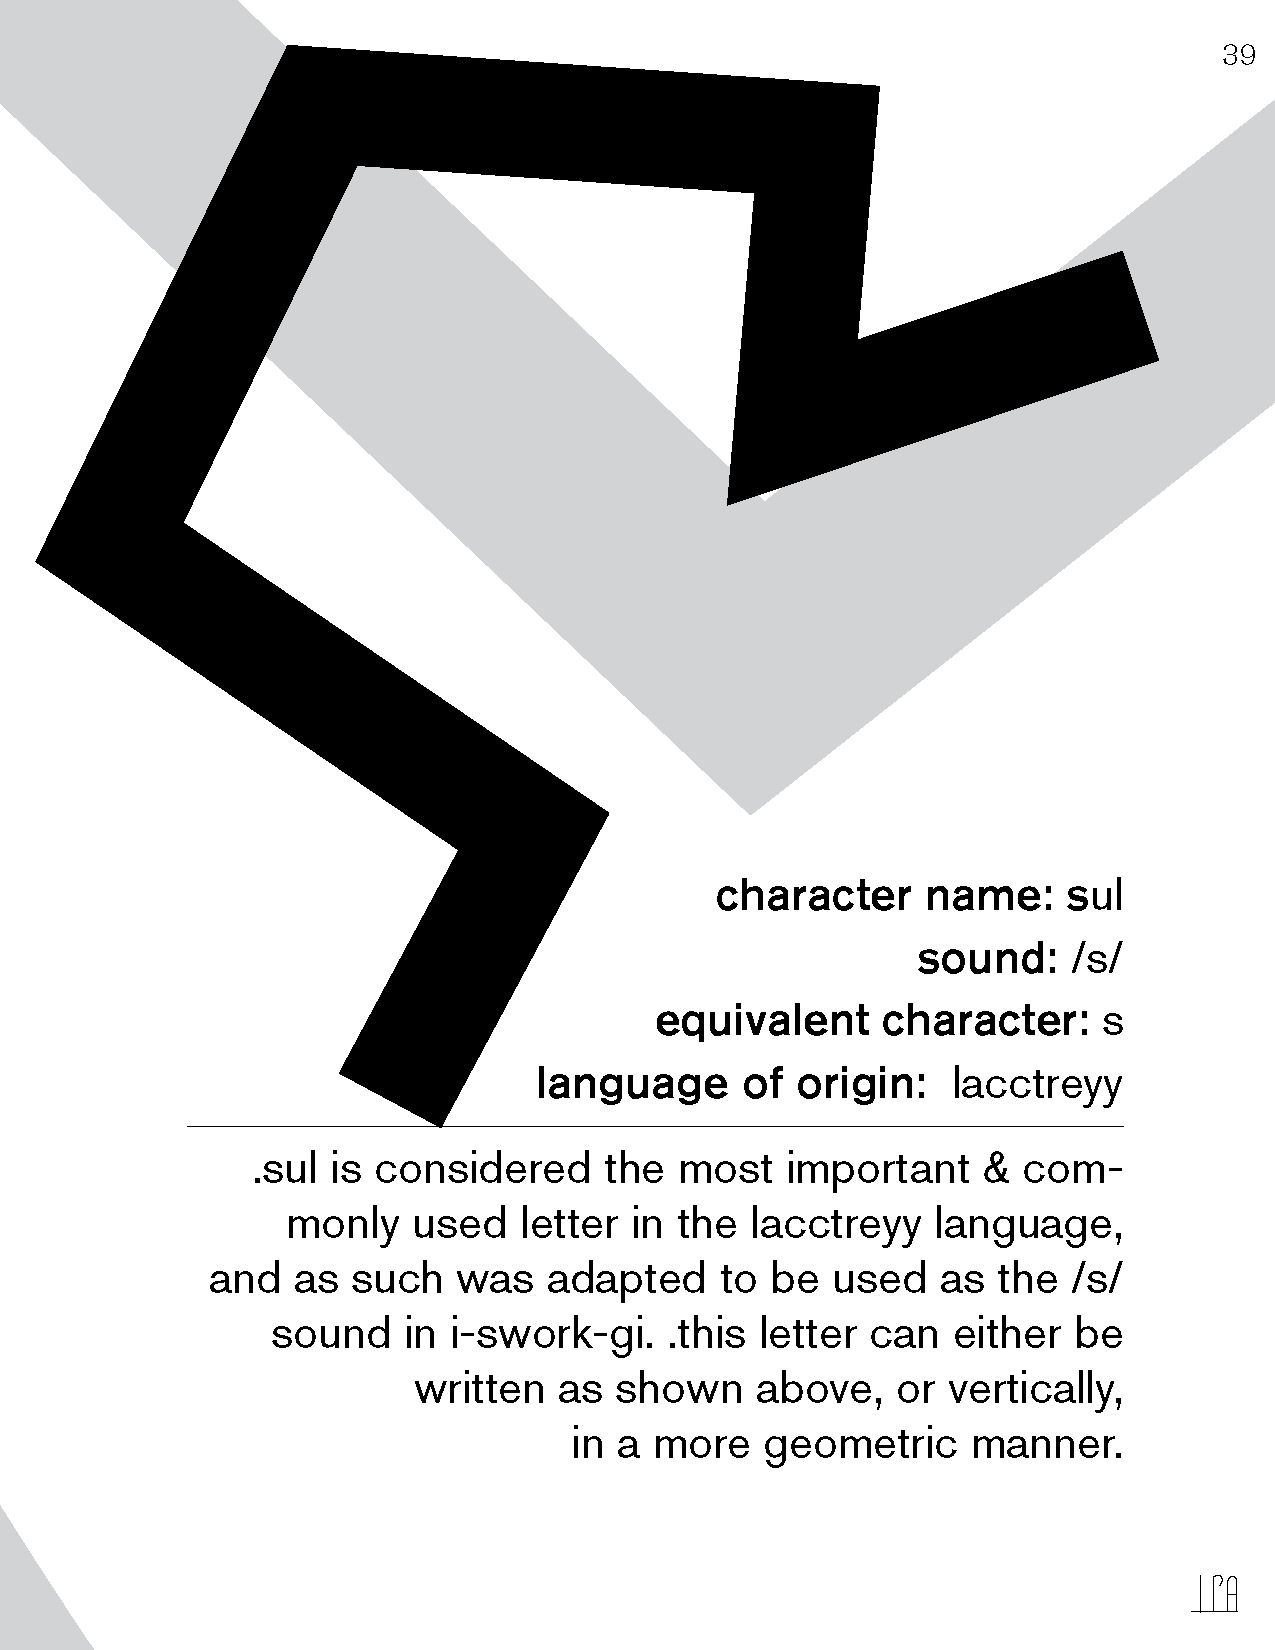 39
character name: sul
sound: /s/
equivalent character: s
language of origin: lacctreyy
.sul is considered the most important & com-
monly used letter in the lacctreyy language,
and as such was adapted to be used as the /s/
sound in i-swork-gi. .this letter can either be
written as shown above, or vertically,
in a more geometric manner.